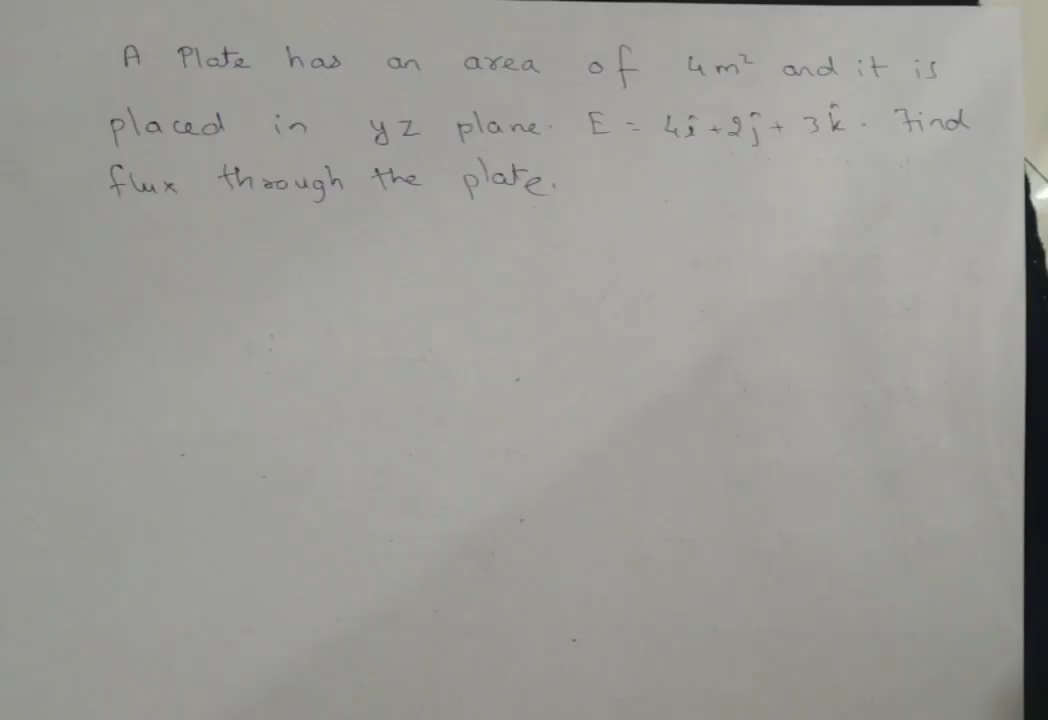 A Plate has an area of 4m² and it is
placed in yz plane. E = 4î + 2ĵ + 3k̂. Find
flux through the plate.